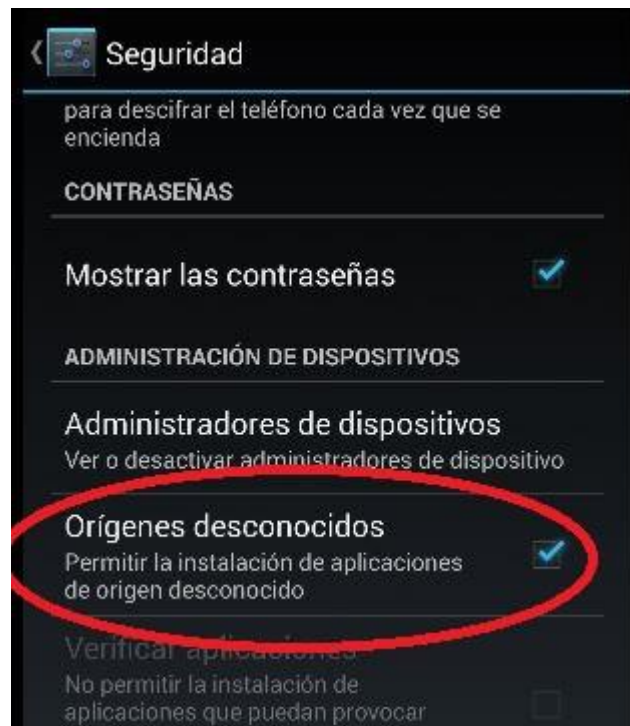 Seguridad
para descifrar el teléfono cada vez que se
encienda
CONTRASEÑAS
Mostrar las contraseñas
ADMINISTRACIÓN DE DISPOSITIVOS
Administradores de dispositivos
Ver o desactivar administradores de dispositivo
Orígenes desconocidos
Permitir la instalación de aplicaciones
de origen desconocido
Verificar aplicaciones
No permitir la instalación de
aplicaciones que puedan provocar